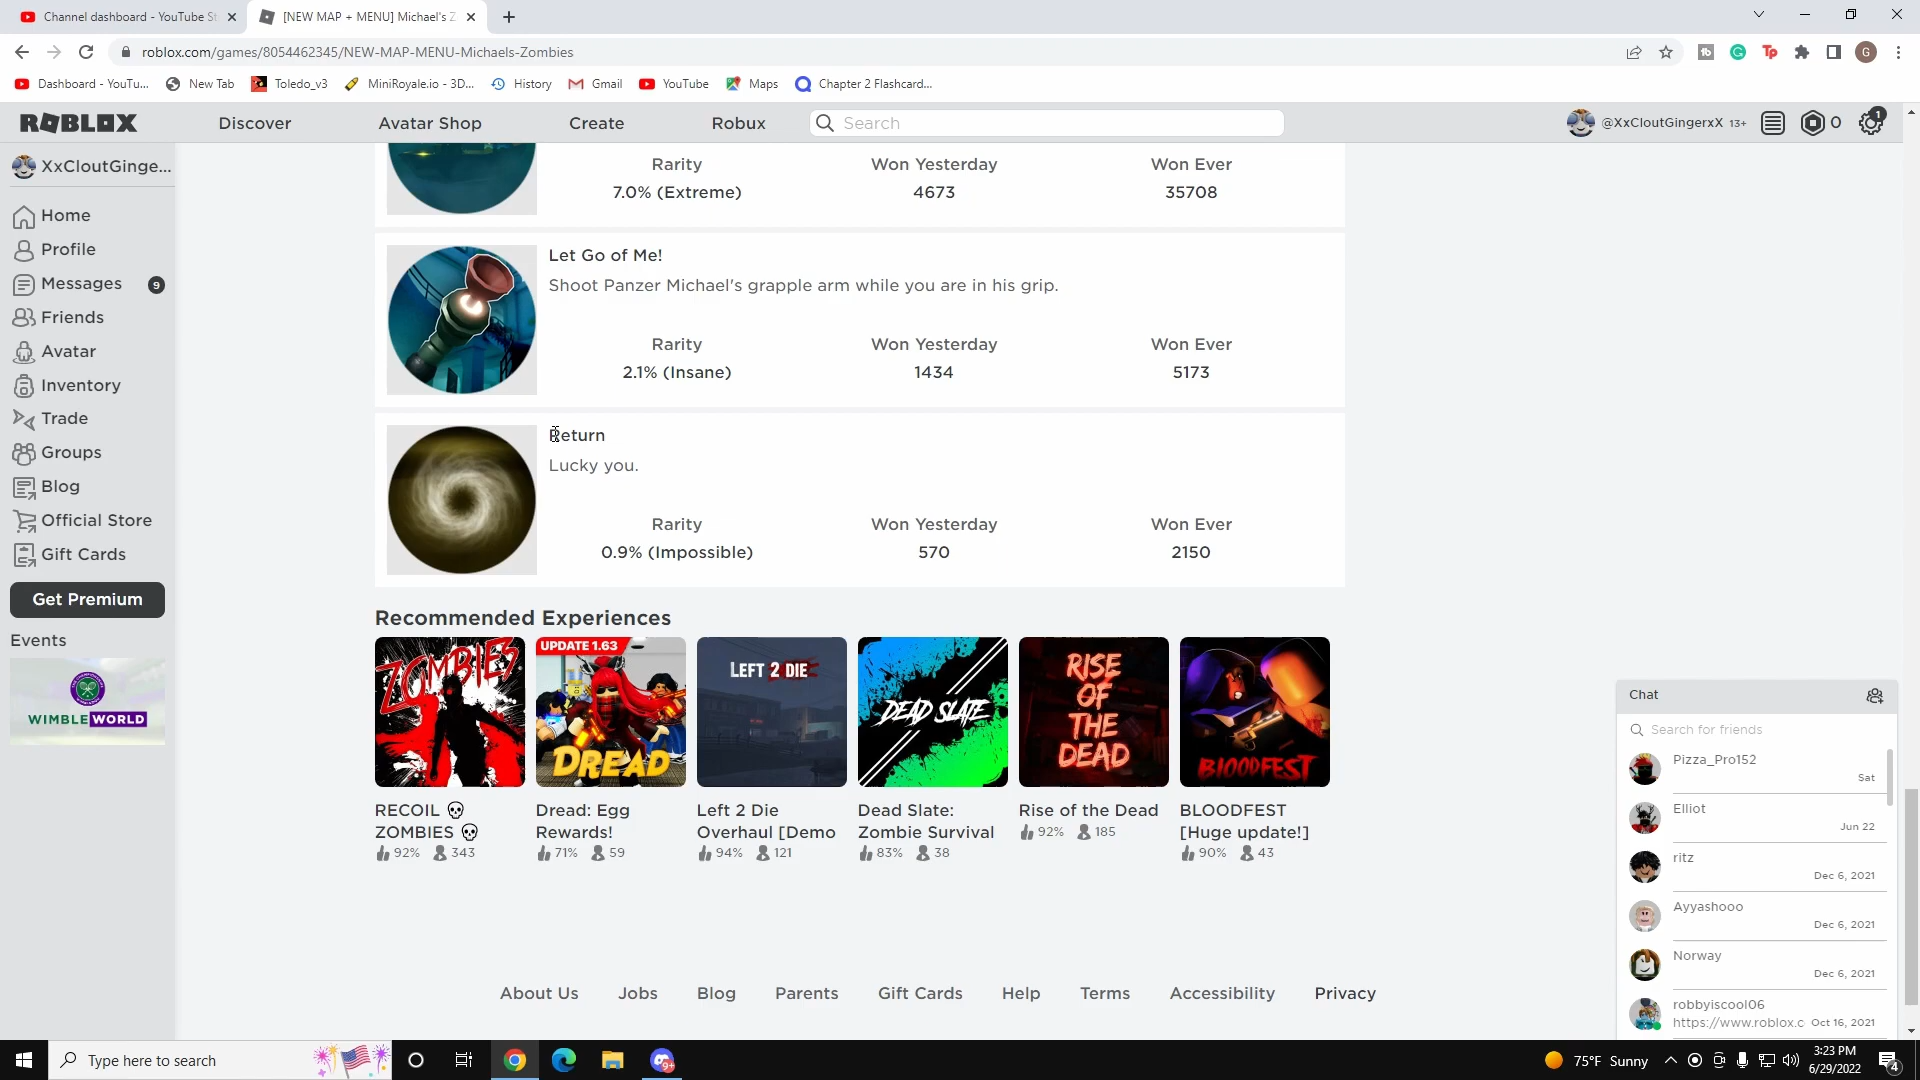 Channel dashboard - YouTube St
[NEW MAP + MENU] Michael's Z
roblox.com/games/8054462345/NEW-MAP-MENU-Michaels-Zombies
Dashboard - YouTu...
New Tab
Toledo_v3
MiniRoyale.io - 3D...
History
Gmail
YouTube
Maps
Chapter 2 Flashcard...
ROBLOX
Discover
Avatar Shop
Create
Robux
Search
@XxCloutGingerxX 13+
0
1
XxCloutGinge...
Home
Profile
Messages 9
Friends
Avatar
Inventory
Trade
Groups
Blog
Official Store
Gift Cards
Get Premium
Events
WIMBLEWORLD
Rarity Won Yesterday Won Ever
7.0% (Extreme) 4673 35708
Let Go of Me!
Shoot Panzer Michael's grapple arm while you are in his grip.
Rarity Won Yesterday Won Ever
2.1% (Insane) 1434 5173
Return
Lucky you.
Rarity Won Yesterday Won Ever
0.9% (Impossible) 570 2150
Recommended Experiences
ZOMBIES
UPDATE 1.63
DREAD
LEFT 2 DIE
DEAD SLATE
RISE
OF
THE
DEAD
BLOODFEST
RECOIL 💀
ZOMBIES 💀
92% 343
Dread: Egg
Rewards!
71% 59
Left 2 Die
Overhaul [Demo
94% 121
Dead Slate:
Zombie Survival
83% 38
Rise of the Dead
92% 185
BLOODFEST
[Huge update!]
90% 43
About Us
Jobs
Blog
Parents
Gift Cards
Help
Terms
Accessibility
Privacy
Chat
Search for friends
Pizza_Pro152
Sat
Elliot
Jun 22
ritz
Dec 6, 2021
Ayyashooo
Dec 6, 2021
Norway
Dec 6, 2021
robbyiscool06
https://www.roblox.c Oct 16, 2021
Type here to search
9+
75°F Sunny
3:23 PM
6/29/2022
4